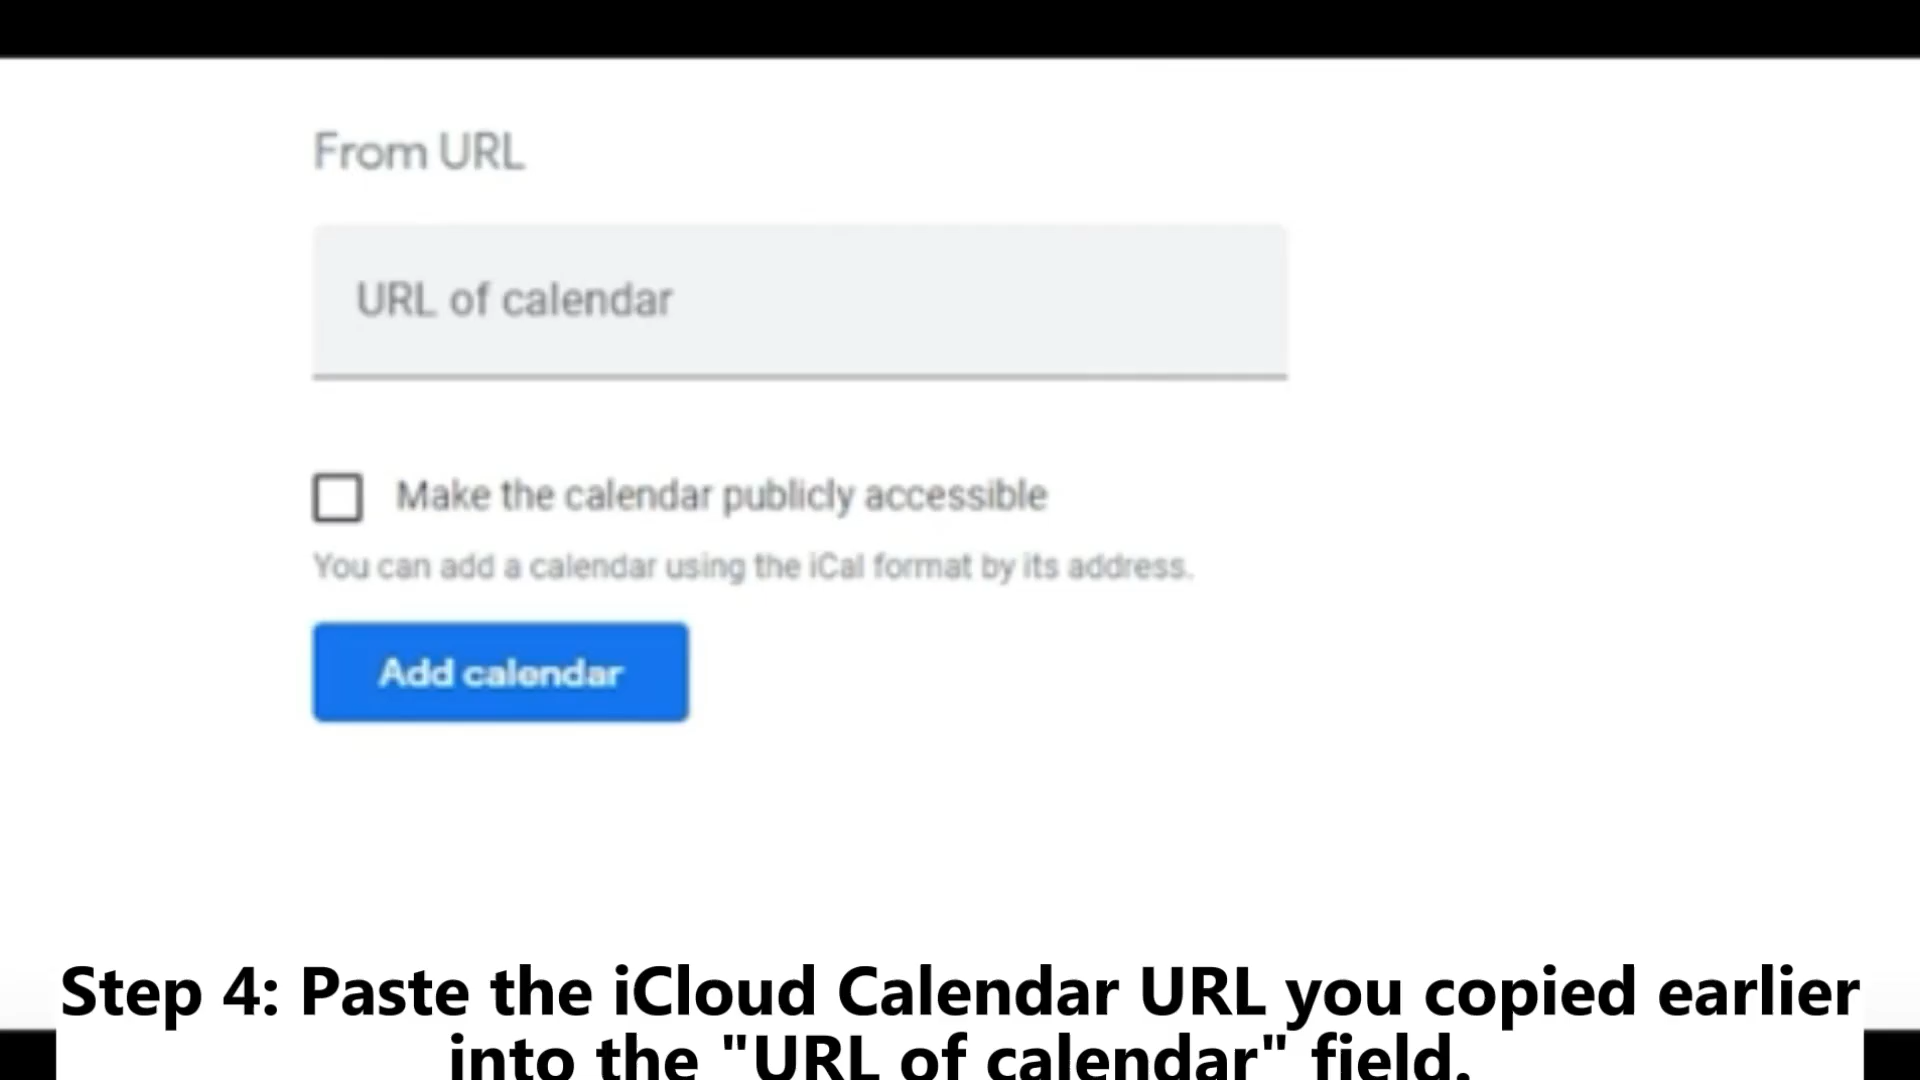 From URL
URL of calendar
Make the calendar publicly accessible
You can add a calendar using the iCal format by its address.
Add calendar
Step 4: Paste the iCloud Calendar URL you copied earlier
into the "URL of calendar" field.